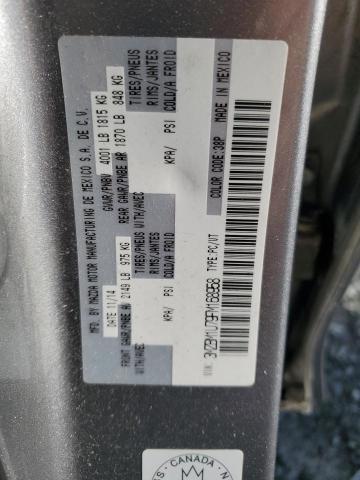 MFD BY MAZDA MOTOR MANUFACTURING DE MEXICO S.A. DE C.V.
DATE 11/14 GVWR/PNBV 4001 LB 1815 KG
FRONT GAWR/PNBE AV 2149 LB 975 KG REAR GAWR/PNBE AR 1870 LB 848 KG
WITH/AVEC TIRES/PNEUS WITH/AVEC TIRES/PNEUS
RIMS/JANTES RIMS/JANTES
COLD/A FROID KPA/ PSI COLD/A FROID KPA/ PSI
TYPE:PC/VT
COLOR CODE:38P
MADE IN MEXICO
CANADA